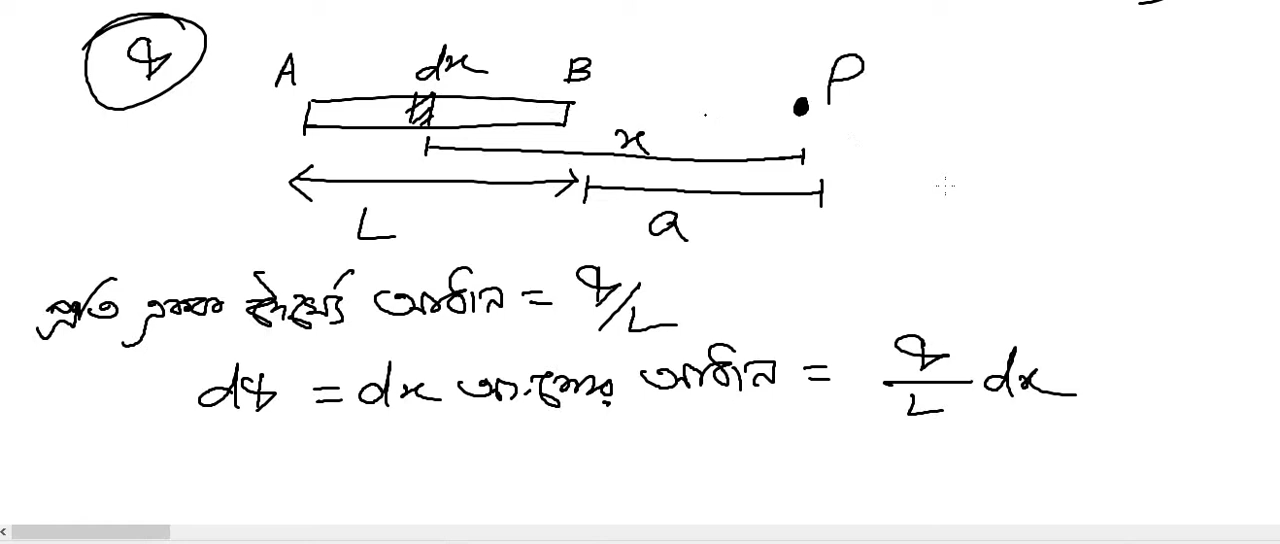 q
A dx B P
x
L a
প্রতি একক দৈর্ঘ্যে আধান = q/L
dq = dx অংশের আধান = q/L dx